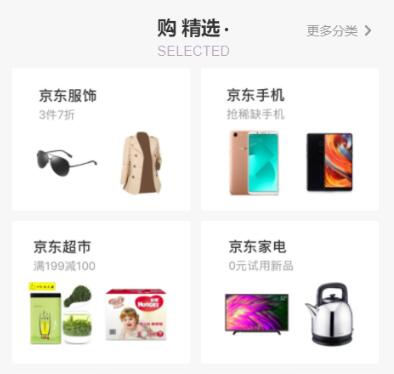 购 精选·
更多分类 >
SELECTED
京东服饰
3件7折
京东手机
抢稀缺手机
京东超市
满199减100
HUGGIES
京东家电
0元试用新品